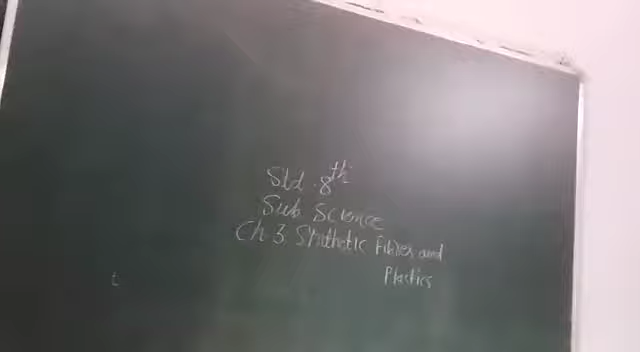 Std. 8th
Sub Science
Ch 3. Synthetic Fibres and
Plastics
t